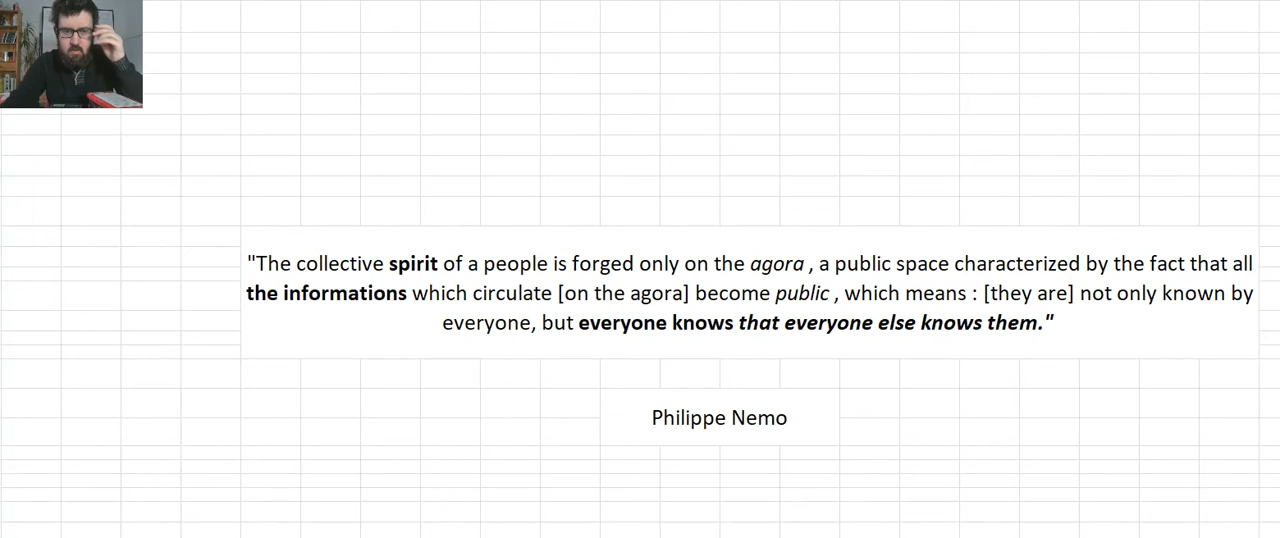 "The collective spirit of a people is forged only on the agora , a public space characterized by the fact that all
the informations which circulate [on the agora] become public , which means : [they are] not only known by
everyone, but everyone knows that everyone else knows them."
Philippe Nemo